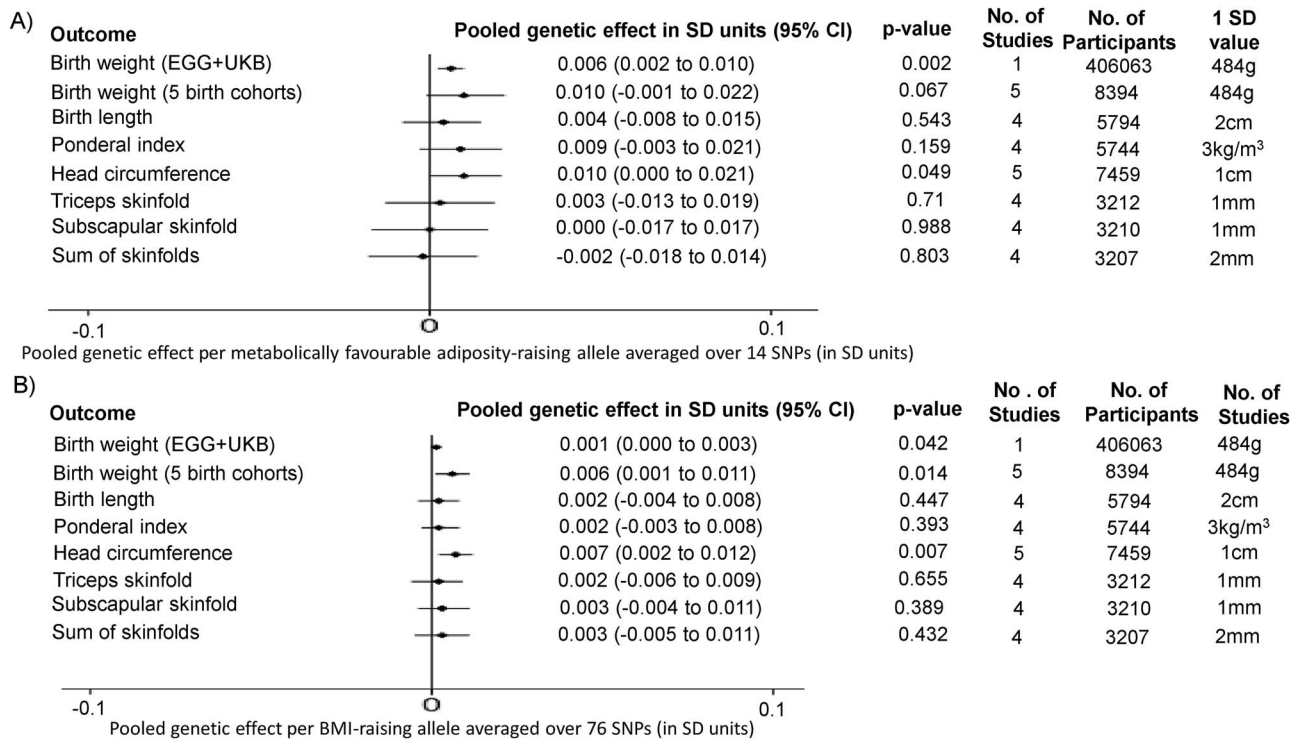 A)
Outcome Pooled genetic effect in SD units (95% CI) p-value No. of Studies No. of Participants 1 SD value
Birth weight (EGG+UKB) 0.006 (0.002 to 0.010) 0.002 1 406063 484g
Birth weight (5 birth cohorts) 0.010 (-0.001 to 0.022) 0.067 5 8394 484g
Birth length 0.004 (-0.008 to 0.015) 0.543 4 5794 2cm
Ponderal index 0.009 (-0.003 to 0.021) 0.159 4 5744 3kg/m³
Head circumference 0.010 (0.000 to 0.021) 0.049 5 7459 1cm
Triceps skinfold 0.003 (-0.013 to 0.019) 0.71 4 3212 1mm
Subscapular skinfold 0.000 (-0.017 to 0.017) 0.988 4 3210 1mm
Sum of skinfolds -0.002 (-0.018 to 0.014) 0.803 4 3207 2mm
-0.1 0 0.1
Pooled genetic effect per metabolically favourable adiposity-raising allele averaged over 14 SNPs (in SD units)
B)
Outcome Pooled genetic effect in SD units (95% CI) p-value No . of Studies No. of Participants No. of Studies
Birth weight (EGG+UKB) 0.001 (0.000 to 0.003) 0.042 1 406063 484g
Birth weight (5 birth cohorts) 0.006 (0.001 to 0.011) 0.014 5 8394 484g
Birth length 0.002 (-0.004 to 0.008) 0.447 4 5794 2cm
Ponderal index 0.002 (-0.003 to 0.008) 0.393 4 5744 3kg/m³
Head circumference 0.007 (0.002 to 0.012) 0.007 5 7459 1cm
Triceps skinfold 0.002 (-0.006 to 0.009) 0.655 4 3212 1mm
Subscapular skinfold 0.003 (-0.004 to 0.011) 0.389 4 3210 1mm
Sum of skinfolds 0.003 (-0.005 to 0.011) 0.432 4 3207 2mm
-0.1 0 0.1
Pooled genetic effect per BMI-raising allele averaged over 76 SNPs (in SD units)